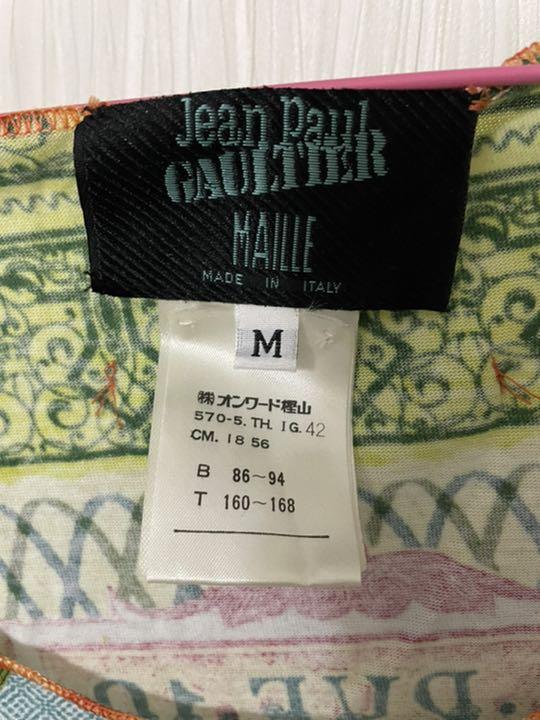 Jean Paul
GAULTIER
MAILLE
MADE IN ITALY
M
㈱オンワード樫山
570-5. TH. IG. 42
CM. 18 56
B 86～94
T 160～168